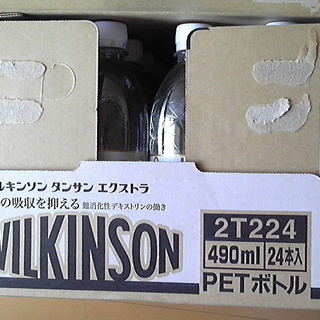 ルキンソン タンサン エクストラ
の吸収を抑える 難消化性デキストリンの働き
WILKINSON
2T224
490ml 24本入
PETボトル